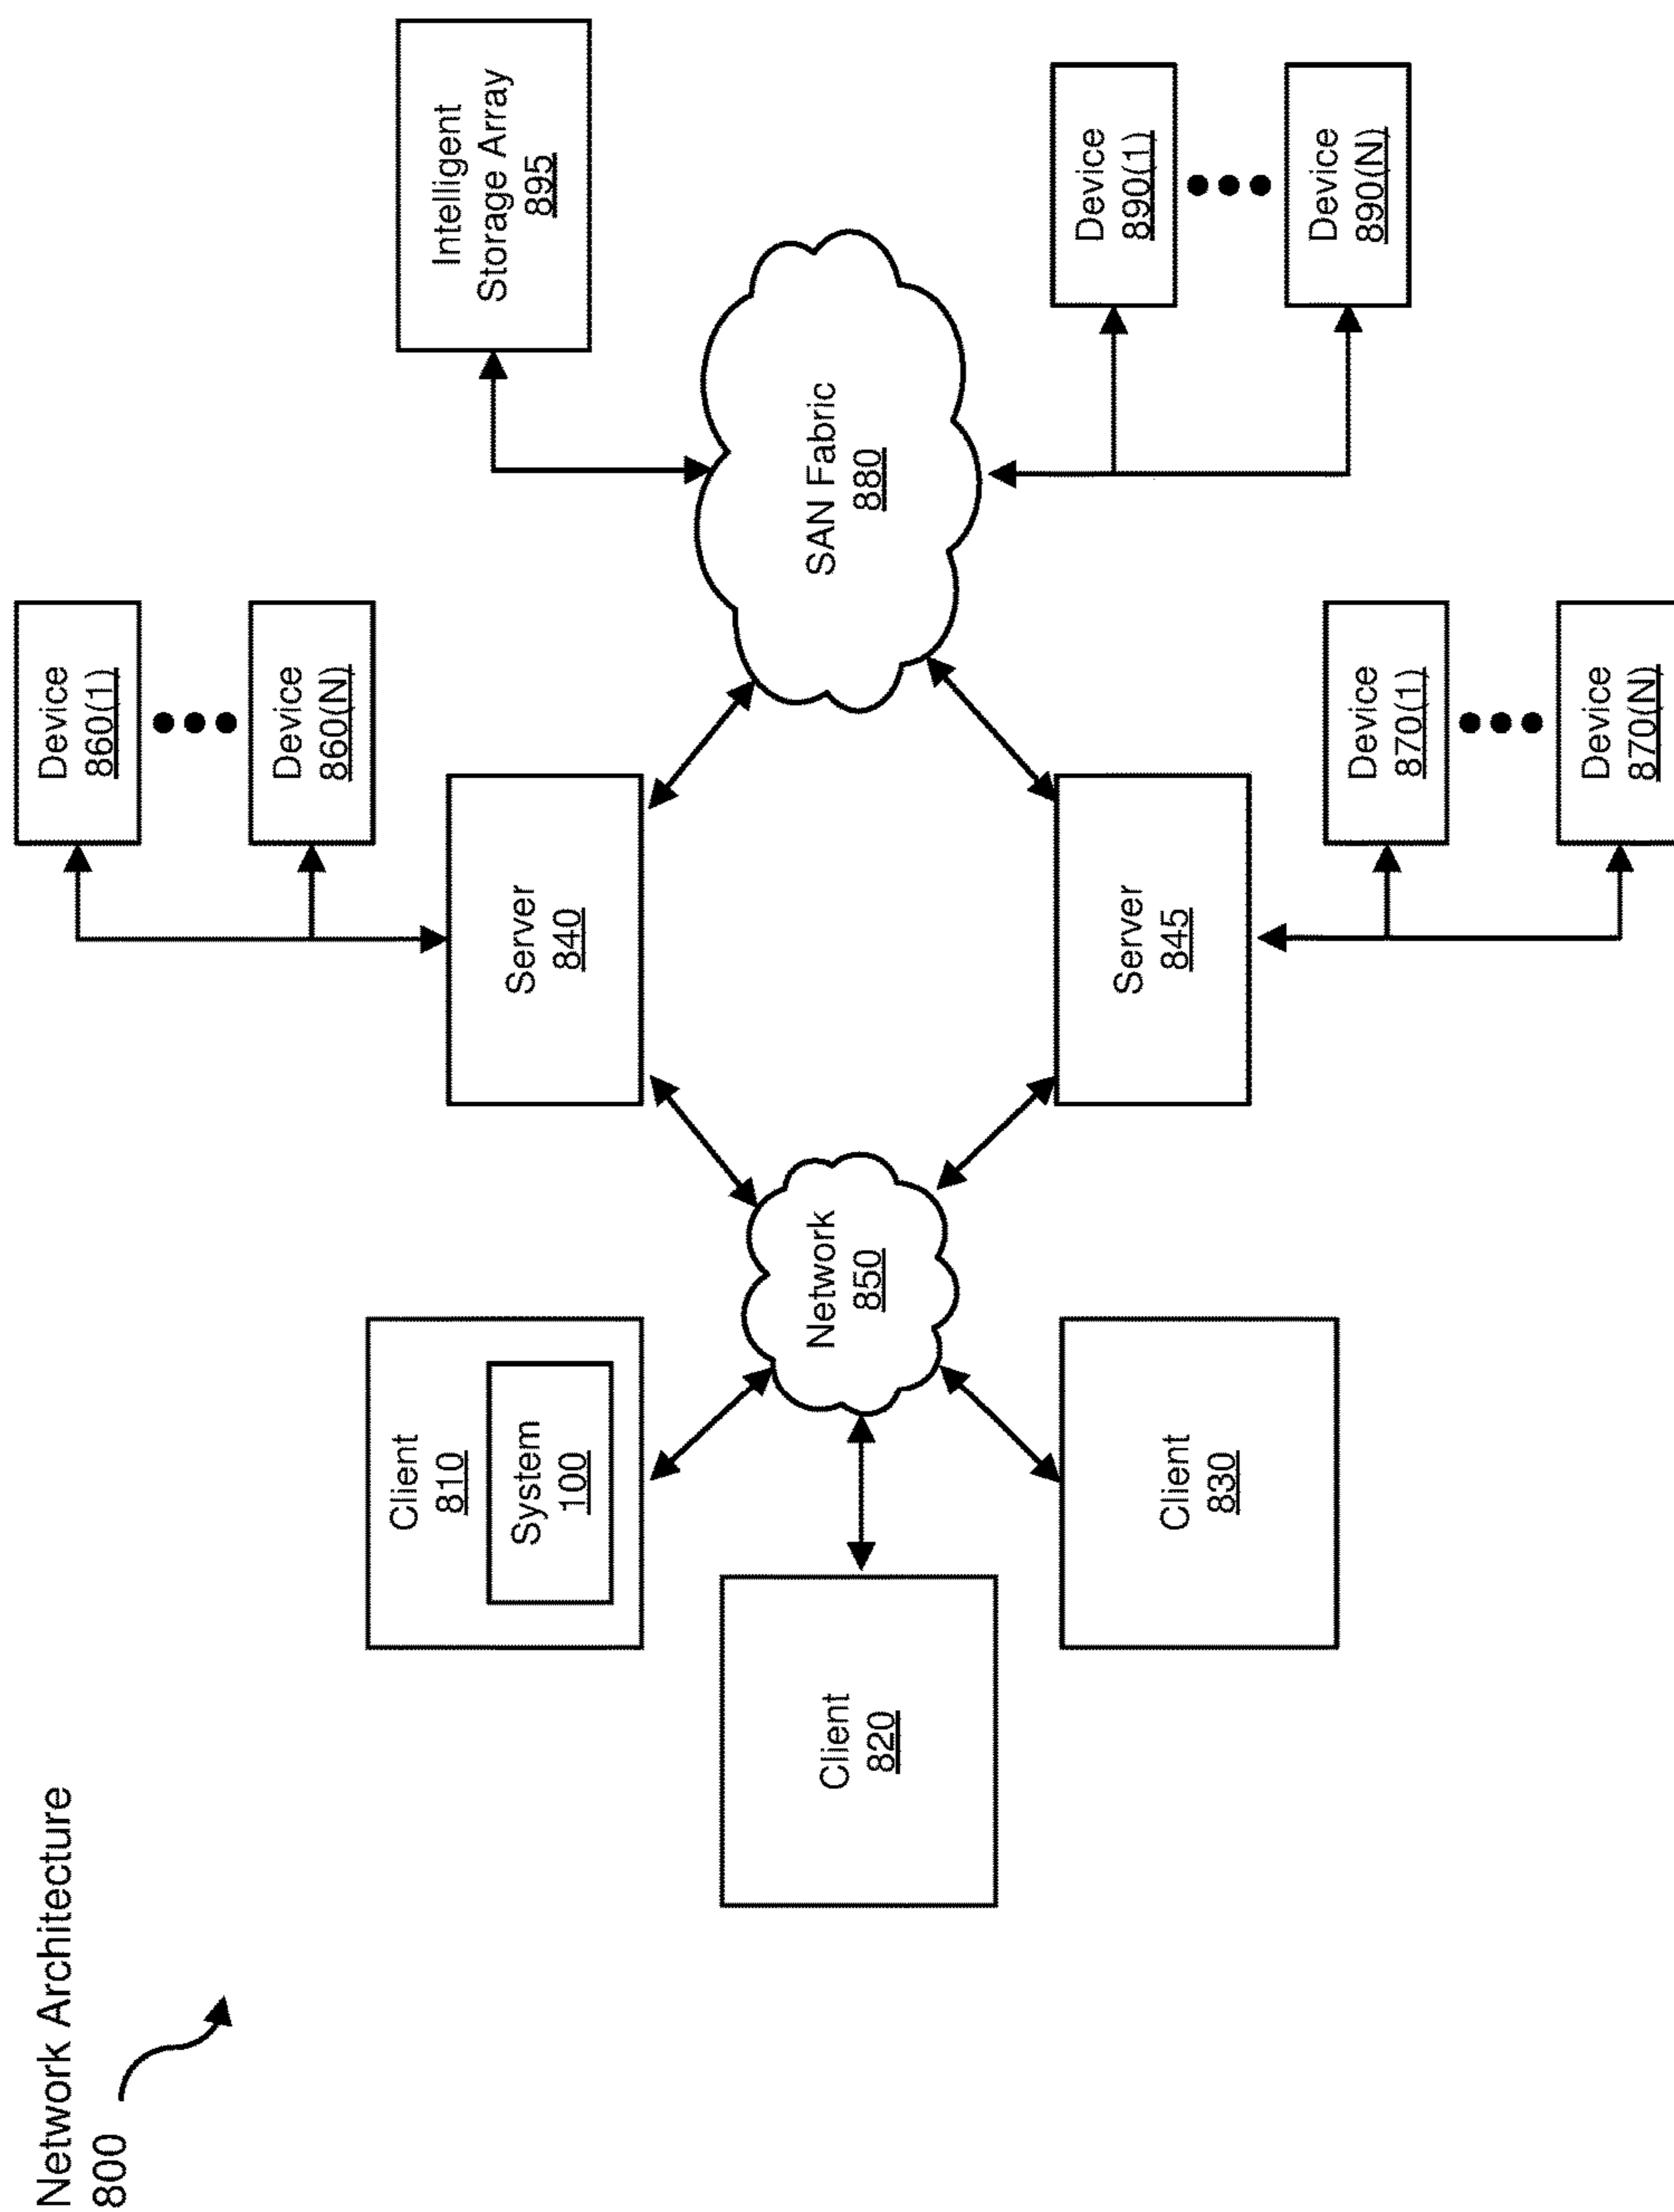 Network Architecture
800
Client
810
System
100
Client
820
Client
830
Network
850
Server
840
Server
845
Device
860(1)
Device
860(N)
Device
870(1)
Device
870(N)
SAN Fabric
880
Intelligent
Storage Array
895
Device
890(1)
Device
890(N)